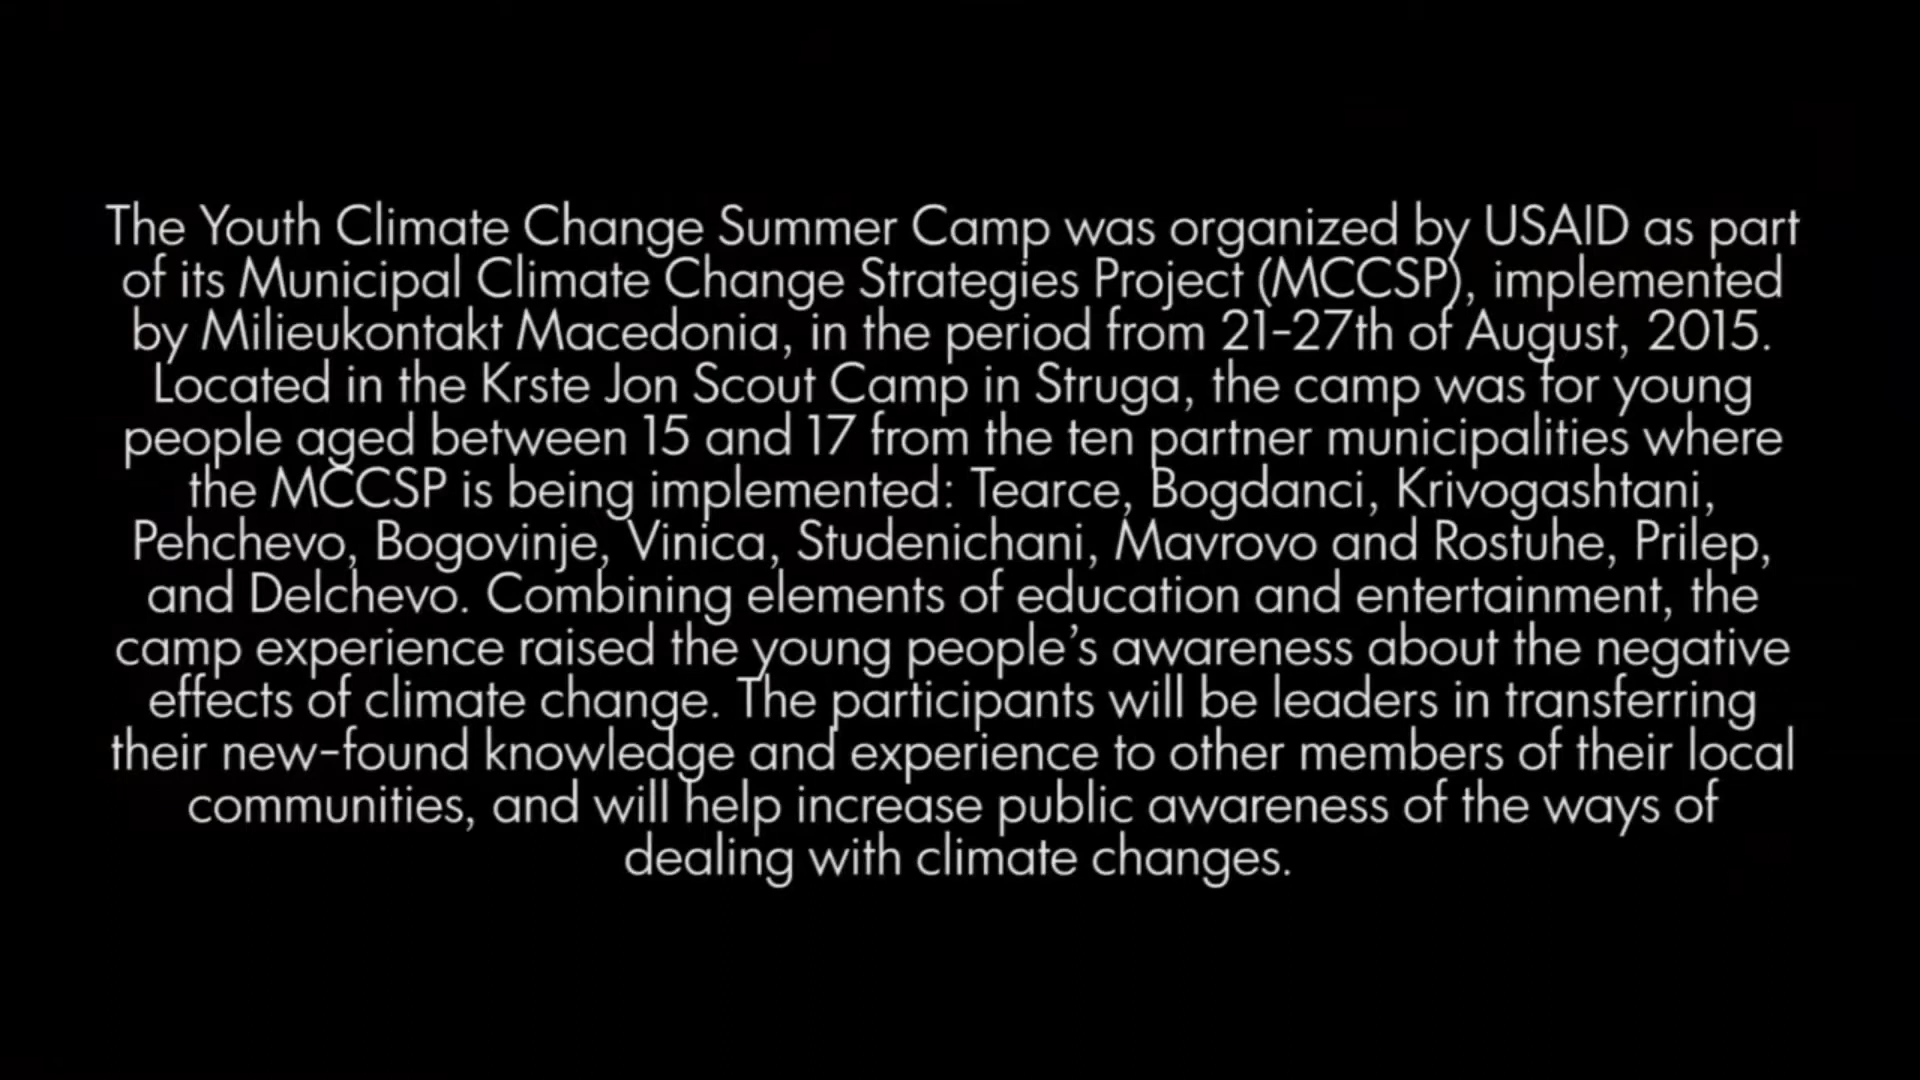 The Youth Climate Change Summer Camp was organized by USAID as part
of its Municipal Climate Change Strategies Project (MCCSP), implemented
by Milieukontakt Macedonia, in the period from 21-27th of August, 2015.
Located in the Krste Jon Scout Camp in Struga, the camp was for young
people aged between 15 and 17 from the ten partner municipalities where
the MCCSP is being implemented: Tearce, Bogdanci, Krivogashtani,
Pehchevo, Bogovinje, Vinica, Studenichani, Mavrovo and Rostuhe, Prilep,
and Delchevo. Combining elements of education and entertainment, the
camp experience raised the young people’s awareness about the negative
effects of climate change. The participants will be leaders in transferring
their new-found knowledge and experience to other members of their local
communities, and will help increase public awareness of the ways of
dealing with climate changes.